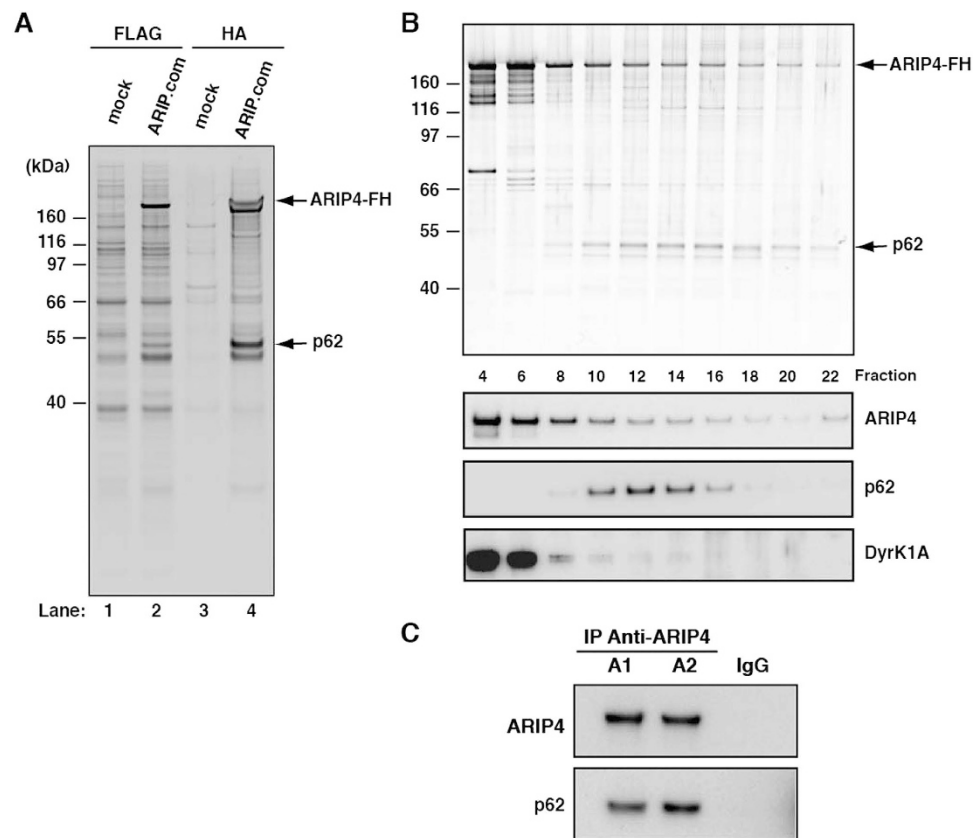 A
FLAG HA
mock ARIP.com mock ARIP.com
(kDa)
160
116
97
66
55
40
ARIP4-FH
p62
Lane: 1 2 3 4
B
160
116
97
66
55
40
ARIP4-FH
p62
4 6 8 10 12 14 16 18 20 22 Fraction
ARIP4
p62
DyrK1A
C
IP Anti-ARIP4
A1 A2 IgG
ARIP4
p62